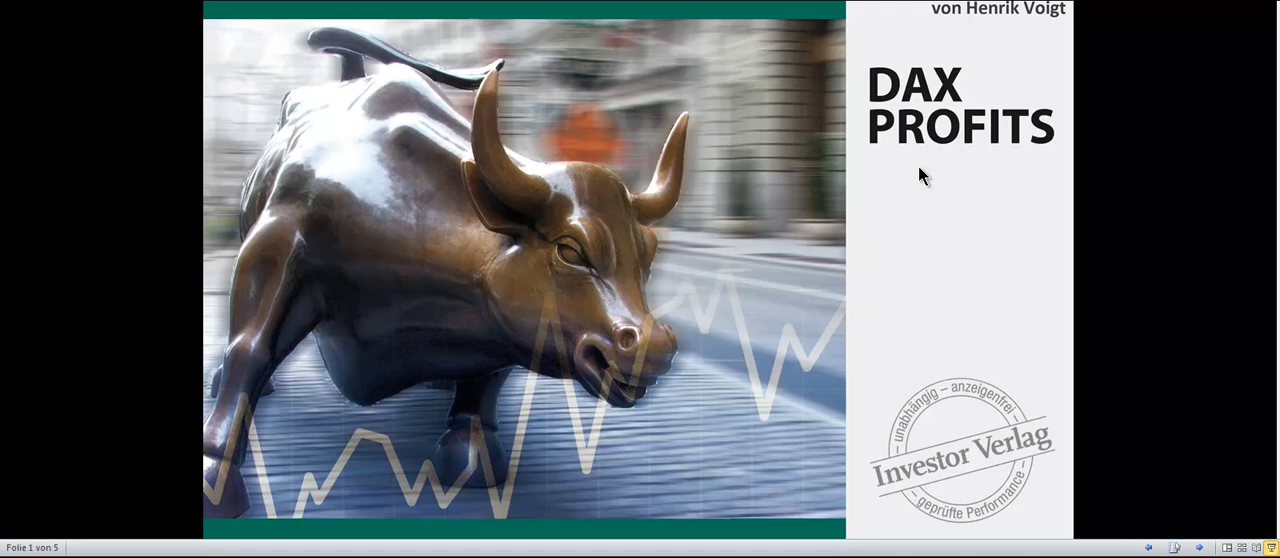 von Henrik Voigt
DAX
PROFITS
– unabhängig – anzeigenfrei –
Investor Verlag
– geprüfte Performance –
Folie 1 von 5